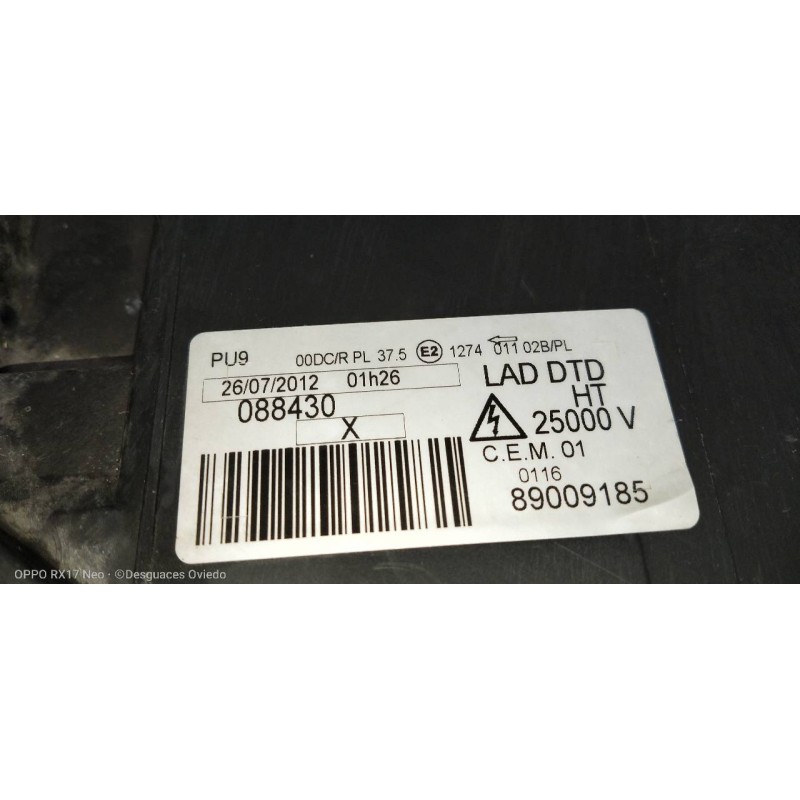 PU9 00DC/R PL 37.5 E2 1274 011 02B/PL
26/07/2012 01h26 LAD DTD
088430 HT
X 25000 V
C.E.M. 01
0116
89009185
OPPO RX17 Neo · ©Desguaces Oviedo